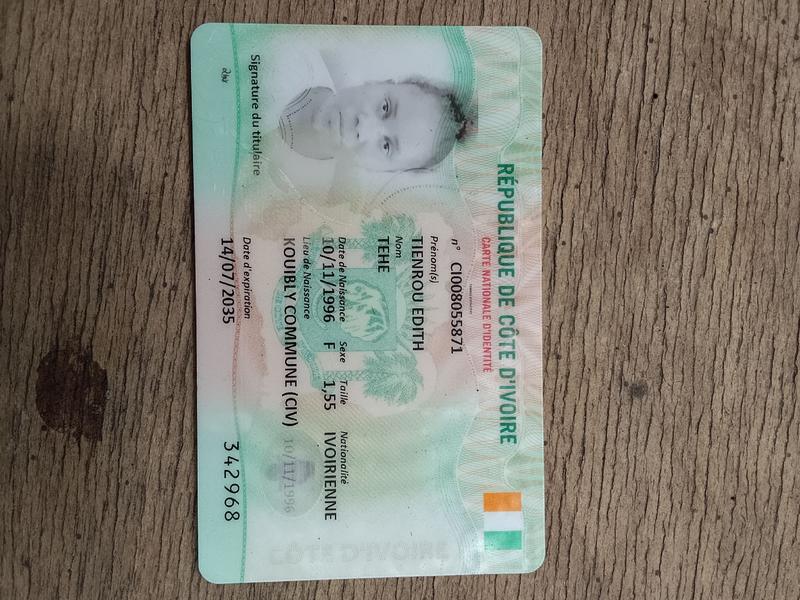 RÉPUBLIQUE DE CÔTE D'IVOIRE
CARTE NATIONALE D'IDENTITÉ
n° CI008055871
Prénom(s)
TIENROU EDITH
Nom
TEHE
Date de Naissance Sexe Taille Nationalité
10/11/1996 F 1,55 IVOIRIENNE
Lieu de Naissance
KOUIBLY COMMUNE (CIV)
10/11/1996
Signature du titulaire
Date d'expiration
14/07/2035
342968
CÔTE D'IVOIRE